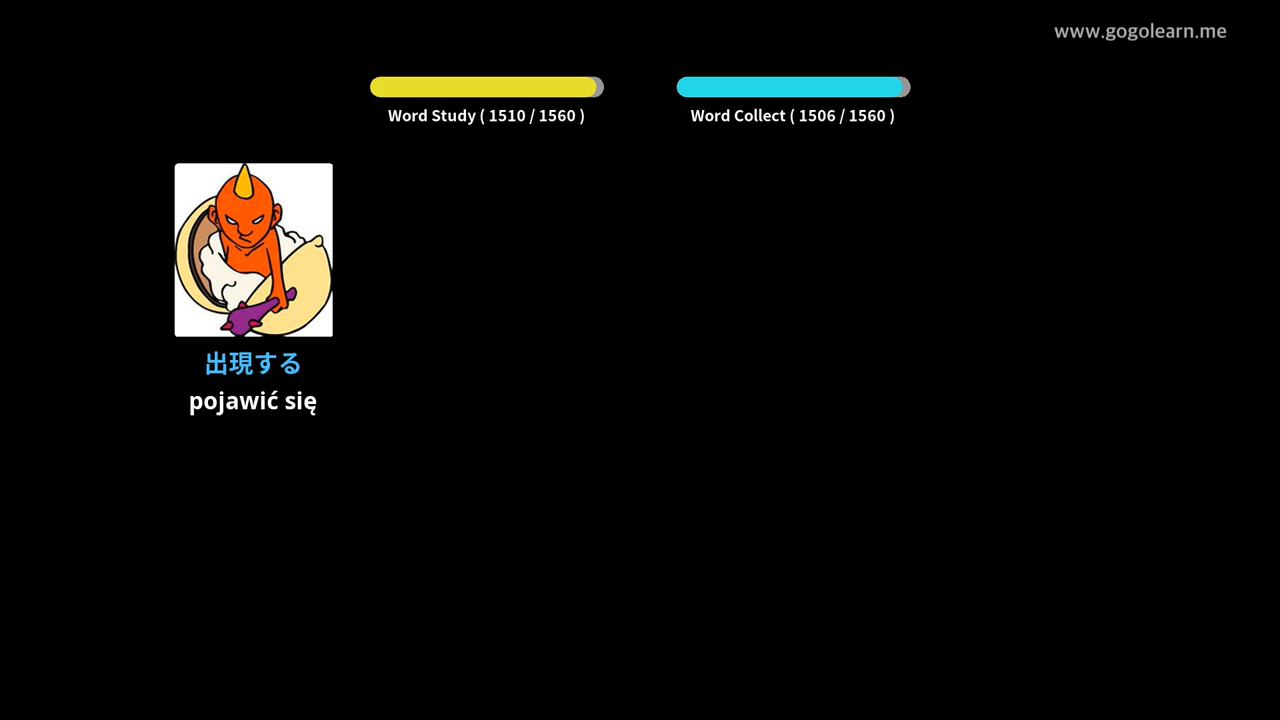 www.gogolearn.me
Word Study ( 1510 / 1560 )
Word Collect ( 1506 / 1560 )
出現する
pojawić się